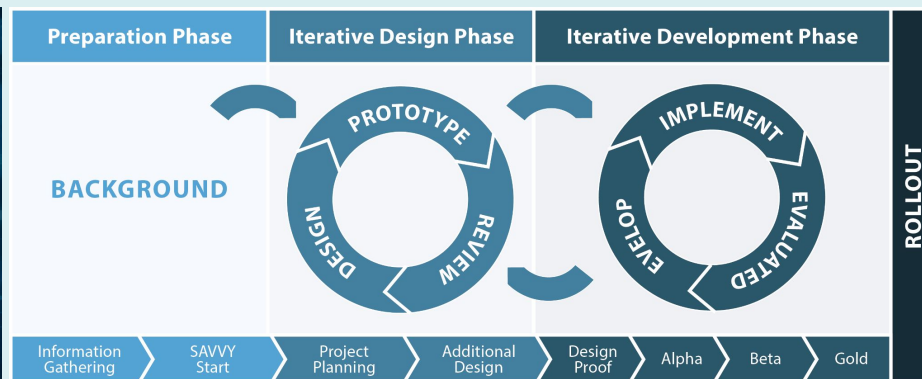 Preparation Phase
Iterative Design Phase
Iterative Development Phase
BACKGROUND
PROTOTYPE
REVIEW
DESIGN
IMPLEMENT
EVALUATED
EVELOP
ROLLOUT
Information
Gathering
SAVVY
Start
Project
Planning
Additional
Design
Design
Proof
Alpha
Beta
Gold